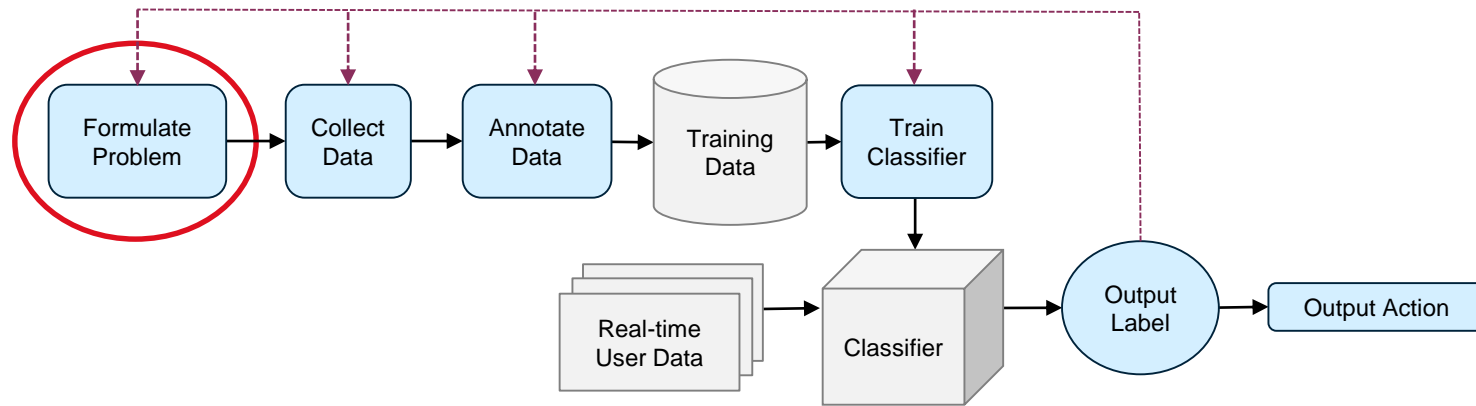 Formulate
Problem
Collect
Data
Annotate
Data
Training
Data
Train
Classifier
Real-time
User Data
Classifier
Output
Label
Output Action